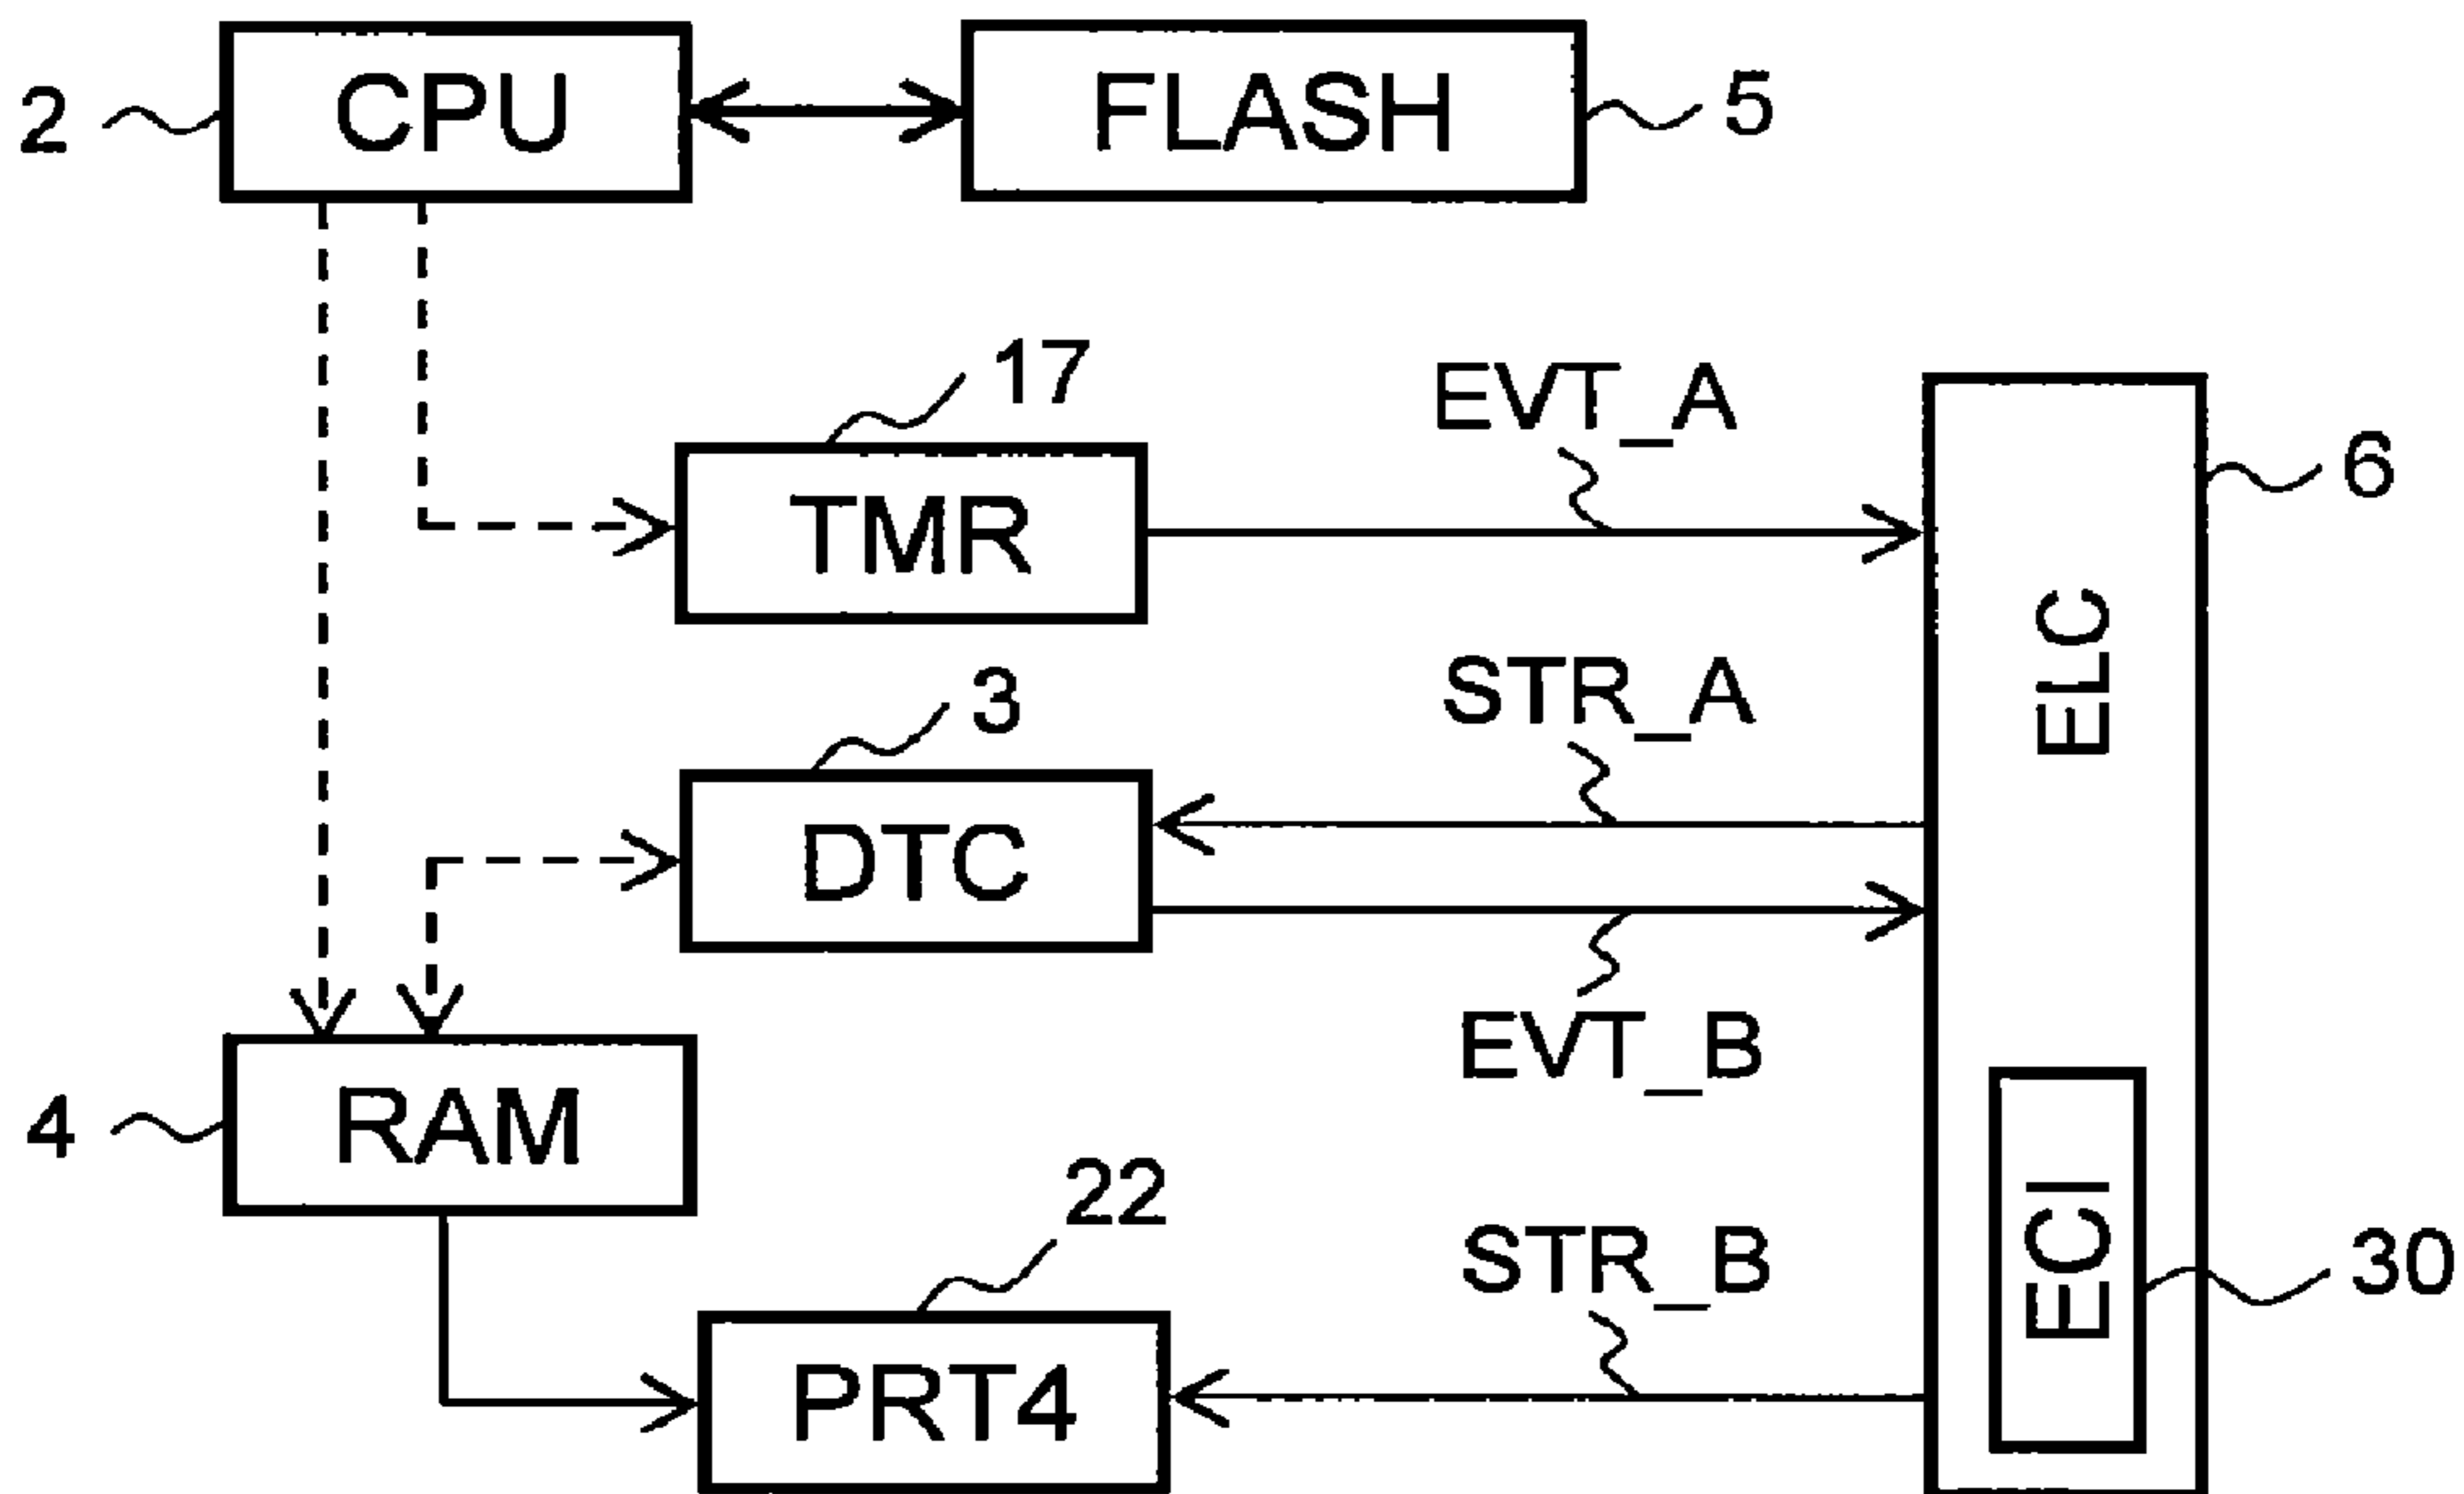 2
CPU
FLASH
5
17
EVT_A
6
TMR
ELC
STR_A
3
DTC
EVT_B
4
RAM
22
ECI
STR_B
30
PRT4